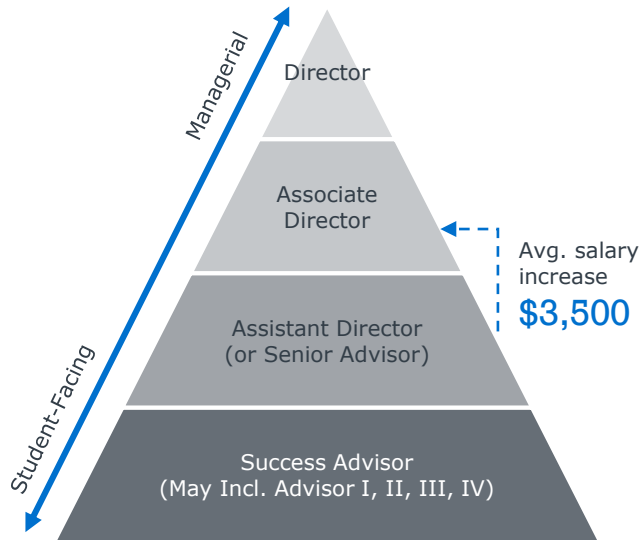 Managerial
Student-Facing
Director
Associate
Director
Avg. salary
increase
$3,500
Assistant Director
(or Senior Advisor)
Success Advisor
(May Incl. Advisor I, II, III, IV)